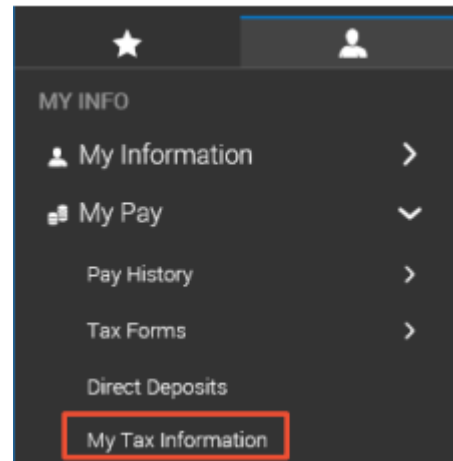 MY INFO
My Information
My Pay
Pay History
Tax Forms
Direct Deposits
My Tax Information